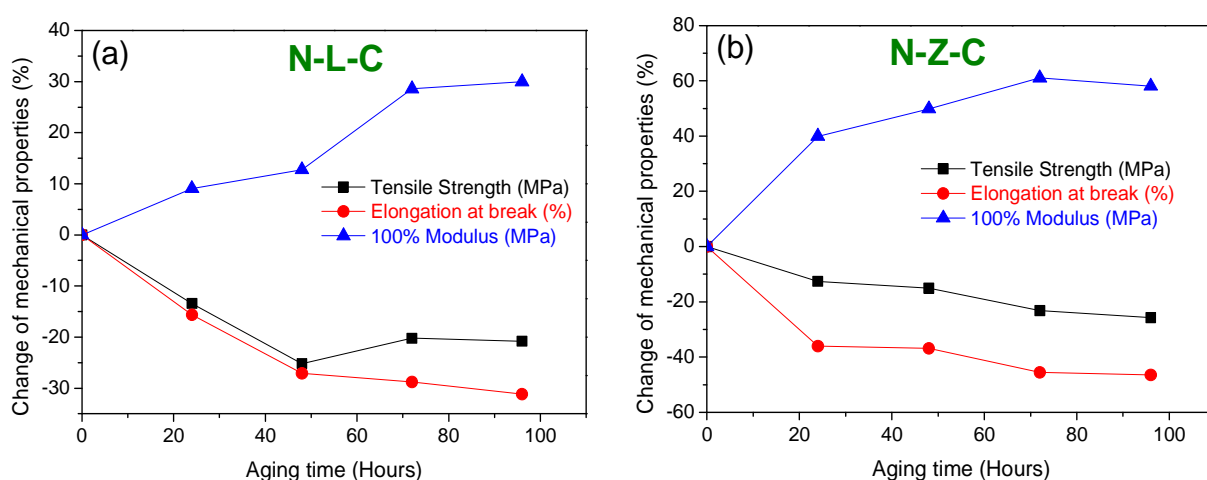 (a)
N-L-C
Change of mechanical properties (%)
40
30
20
10
0
-10
-20
-30
Tensile Strength (MPa)
Elongation at break (%)
100% Modulus (MPa)
0 20 40 60 80 100
Aging time (Hours)
(b)
N-Z-C
Change of mechanical properties (%)
80
60
40
20
0
-20
-40
-60
Tensile Strength (MPa)
Elongation at break (%)
100% Modulus (MPa)
0 20 40 60 80 100
Aging time (Hours)